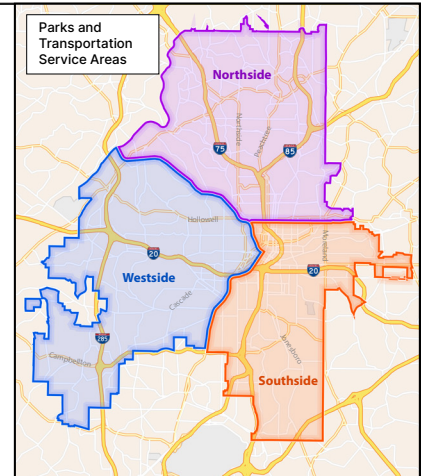 Parks and
Transportation
Service Areas
Northside
Northside
Peachtree
75
85
Hollowell
Moreland
20
20
Westside
Cascade
285
Campbellton
Jonesboro
Southside